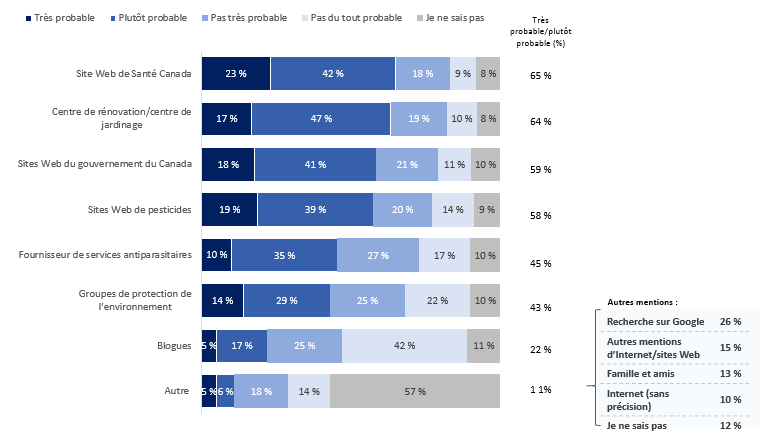 Très probable Plutôt probable Pas très probable Pas du tout probable Je ne sais pas
Très
probable/plutôt
probable (%)
Site Web de Santé Canada 23 % 42 % 18 % 9 % 8 % 65 %
Centre de rénovation/centre de
jardinage 17 % 47 % 19 % 10 % 8 % 64 %
Sites Web du gouvernement du Canada 18 % 41 % 21 % 11 % 10 % 59 %
Sites Web de pesticides 19 % 39 % 20 % 14 % 9 % 58 %
Fournisseur de services antiparasitaires 10 % 35 % 27 % 17 % 10 % 45 %
Groupes de protection de
l'environnement 14 % 29 % 25 % 22 % 10 % 43 %
Blogues 5 % 17 % 25 % 42 % 11 % 22 %
Autre 5 % 6 % 18 % 14 % 57 % 1 1%
Autres mentions :
Recherche sur Google 26 %
Autres mentions
d'Internet/sites Web 15 %
Famille et amis 13 %
Internet (sans
précision) 10 %
Je ne sais pas 12 %